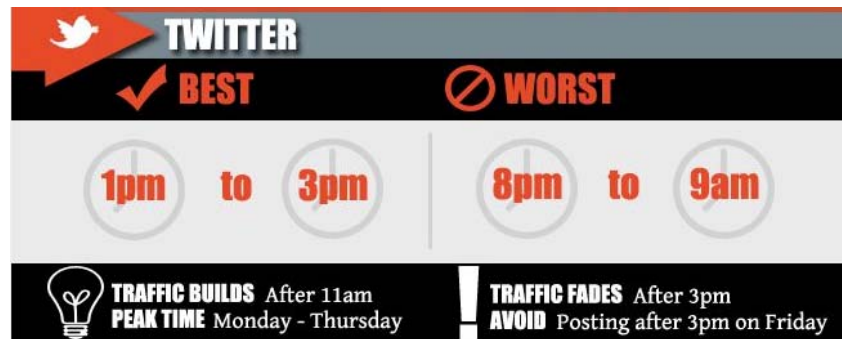 TWITTER
BEST
WORST
1pm to 3pm
8pm to 9am
TRAFFIC BUILDS After 11am
PEAK TIME Monday - Thursday
TRAFFIC FADES After 3pm
AVOID Posting after 3pm on Friday